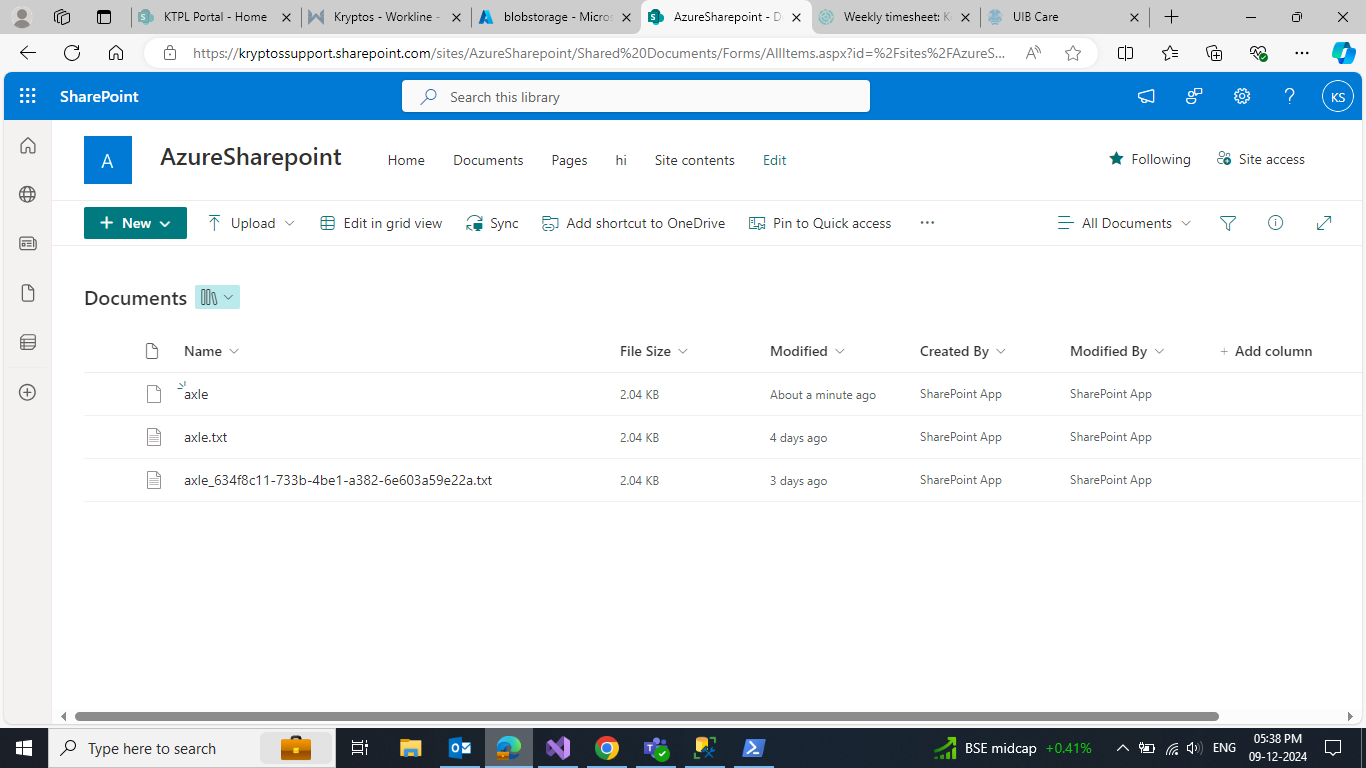 KTPL Portal - Home
Kryptos - Workline -
blobstorage - Micros
AzureSharepoint - D
Weekly timesheet: K
UIB Care
https://kryptossupport.sharepoint.com/sites/AzureSharepoint/Shared%20Documents/Forms/AllItems.aspx?id=%2Fsites%2FAzureS...
SharePoint
Search this library
KS
A
AzureSharepoint
Home
Documents
Pages
hi
Site contents
Edit
Following
Site access
New
Upload
Edit in grid view
Sync
Add shortcut to OneDrive
Pin to Quick access
All Documents
Documents
Name File Size Modified Created By Modified By + Add column
axle 2.04 KB About a minute ago SharePoint App SharePoint App
axle.txt 2.04 KB 4 days ago SharePoint App SharePoint App
axle_634f8c11-733b-4be1-a382-6e603a59e22a.txt 2.04 KB 3 days ago SharePoint App SharePoint App
Type here to search
BSE midcap +0.41%
ENG
05:38 PM
09-12-2024